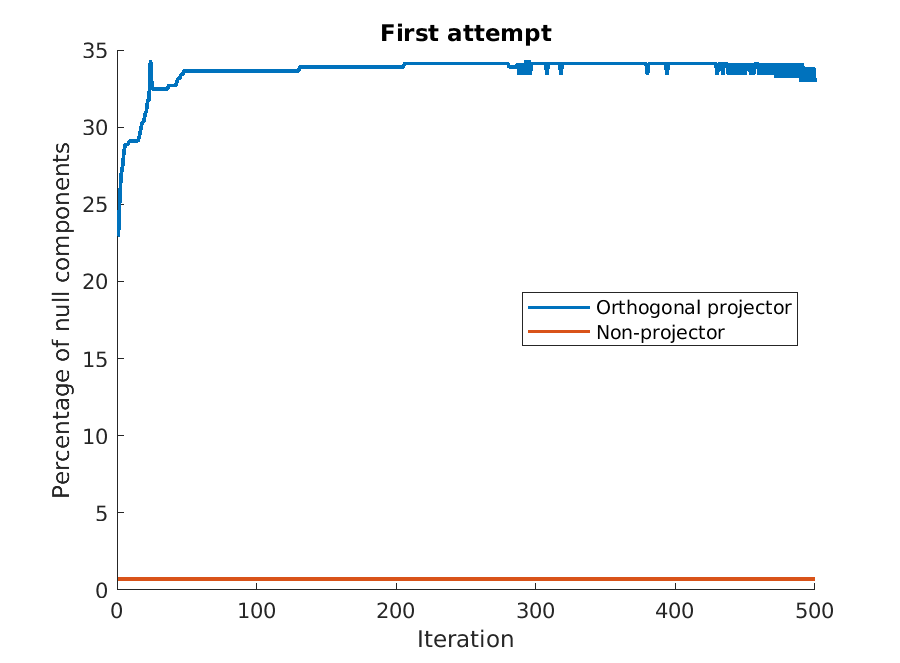 First attempt
Percentage of null components
35
30
25
20
15
10
5
0
Orthogonal projector
Non-projector
0 100 200 300 400 500
Iteration